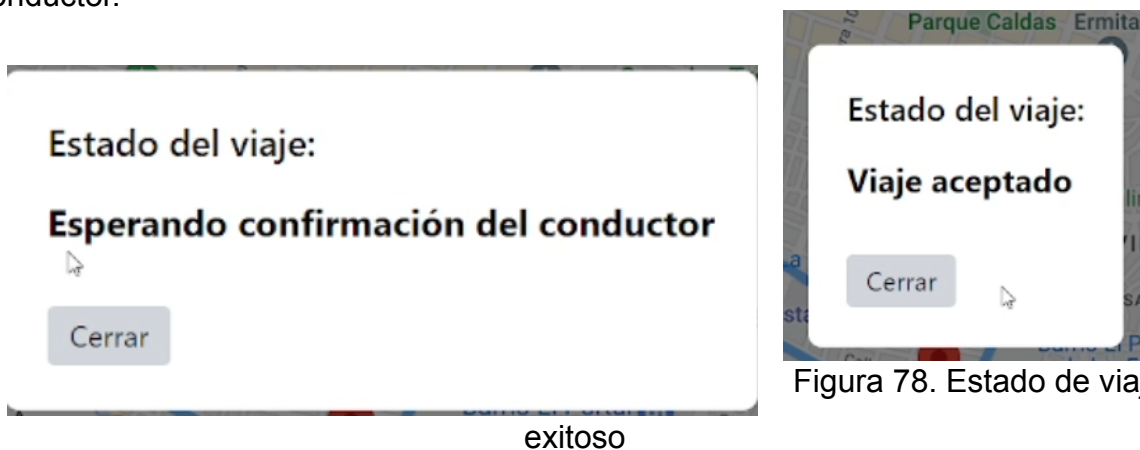 Estado del viaje:
Esperando confirmación del conductor
Cerrar
Parque Caldas Ermita
Estado del viaje:
Viaje aceptado
Cerrar
Figura 78. Estado de
exitoso